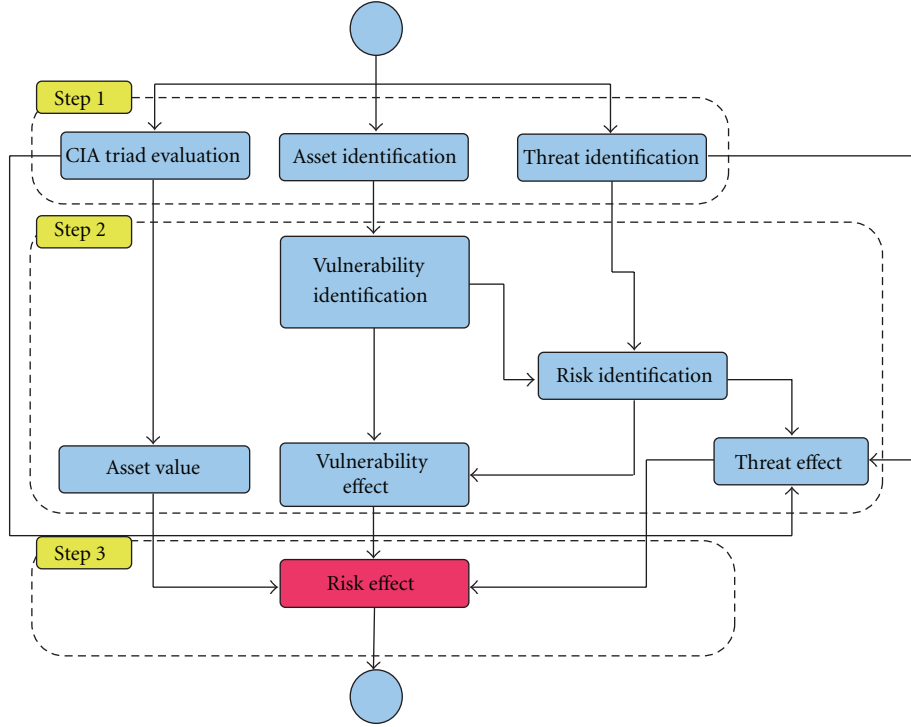 Step 1
CIA triad evaluation
Asset identification
Threat identification
Step 2
Vulnerability
identification
Risk identification
Asset value
Vulnerability
effect
Threat effect
Step 3
Risk effect